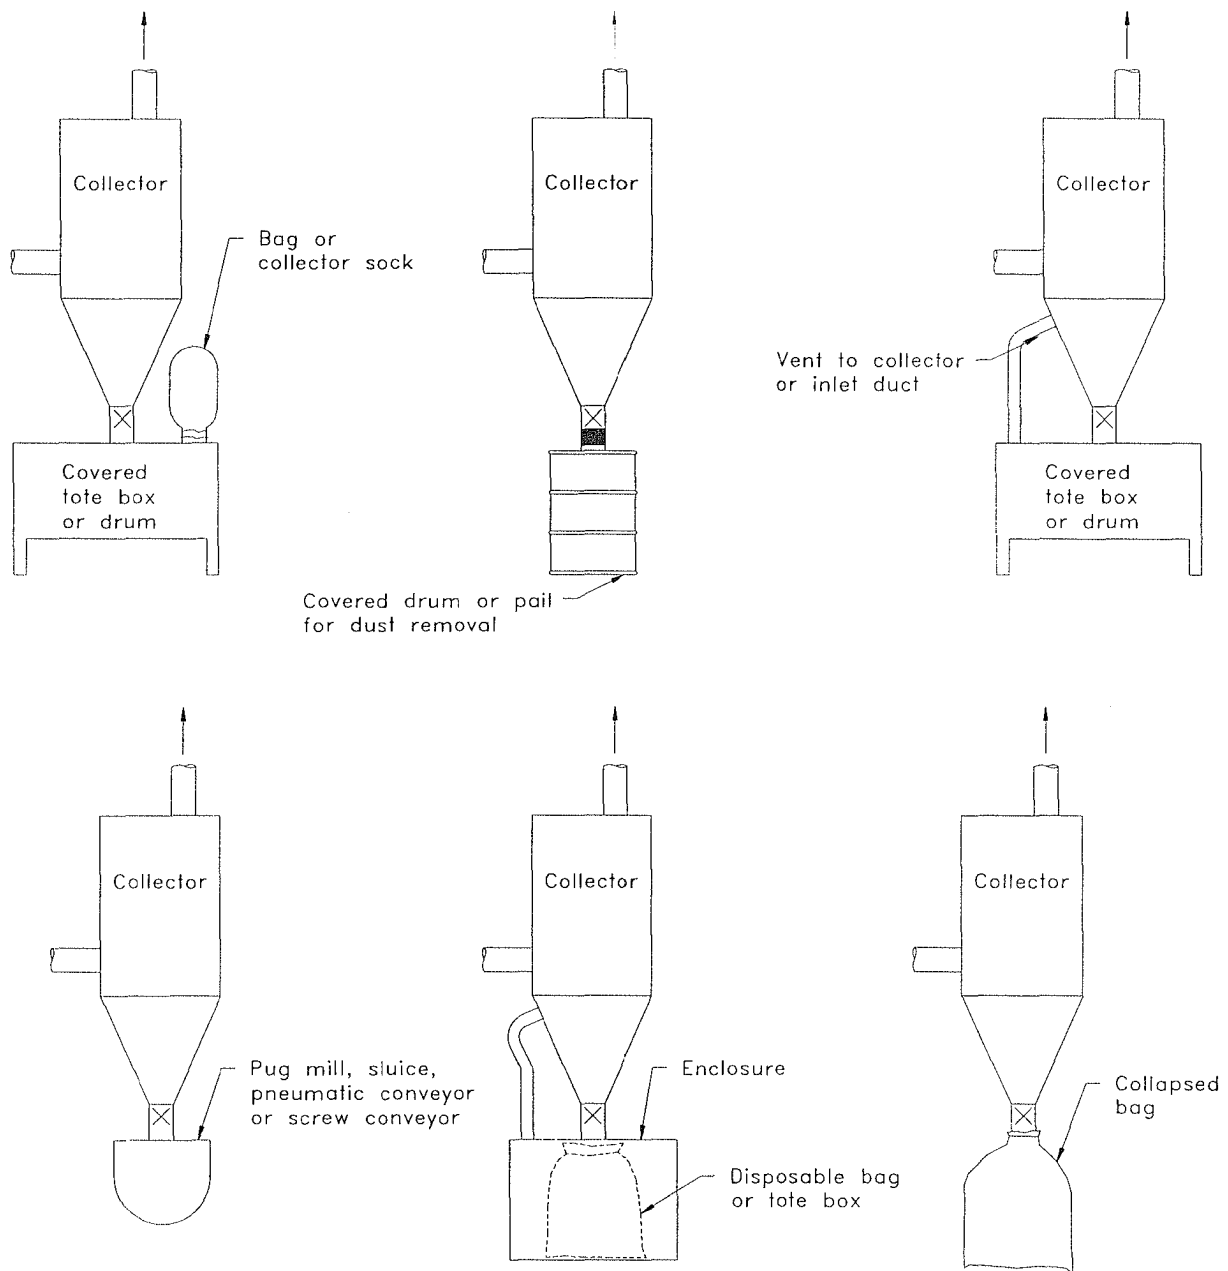 Collector
Bag or
collector sock
Covered
tote box
or drum
Collector
Covered drum or pail
for dust removal
Collector
Vent to collector
or inlet duct
Covered
tote box
or drum
Collector
Pug mill, sluice,
pneumatic conveyor
or screw conveyor
Collector
Enclosure
Disposable bag
or tote box
Collector
Collapsed
bag